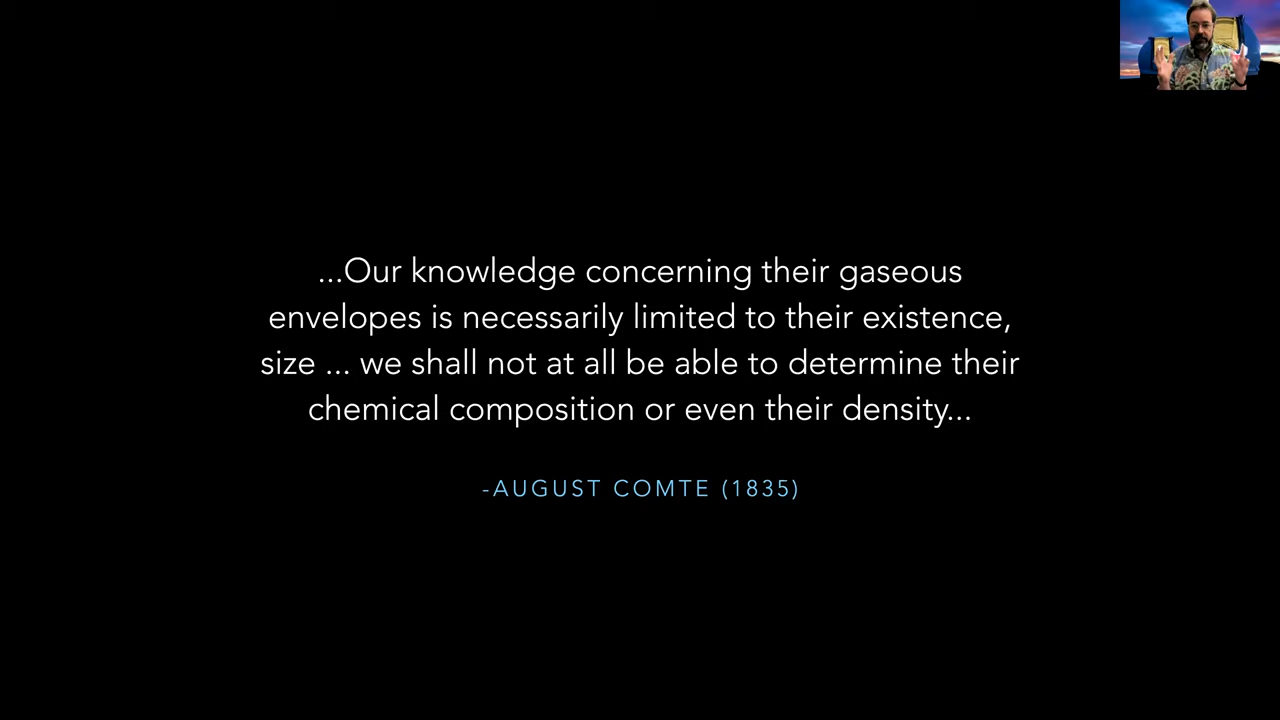 ...Our knowledge concerning their gaseous
envelopes is necessarily limited to their existence,
size ... we shall not at all be able to determine their
chemical composition or even their density...
-AUGUST COMTE (1835)